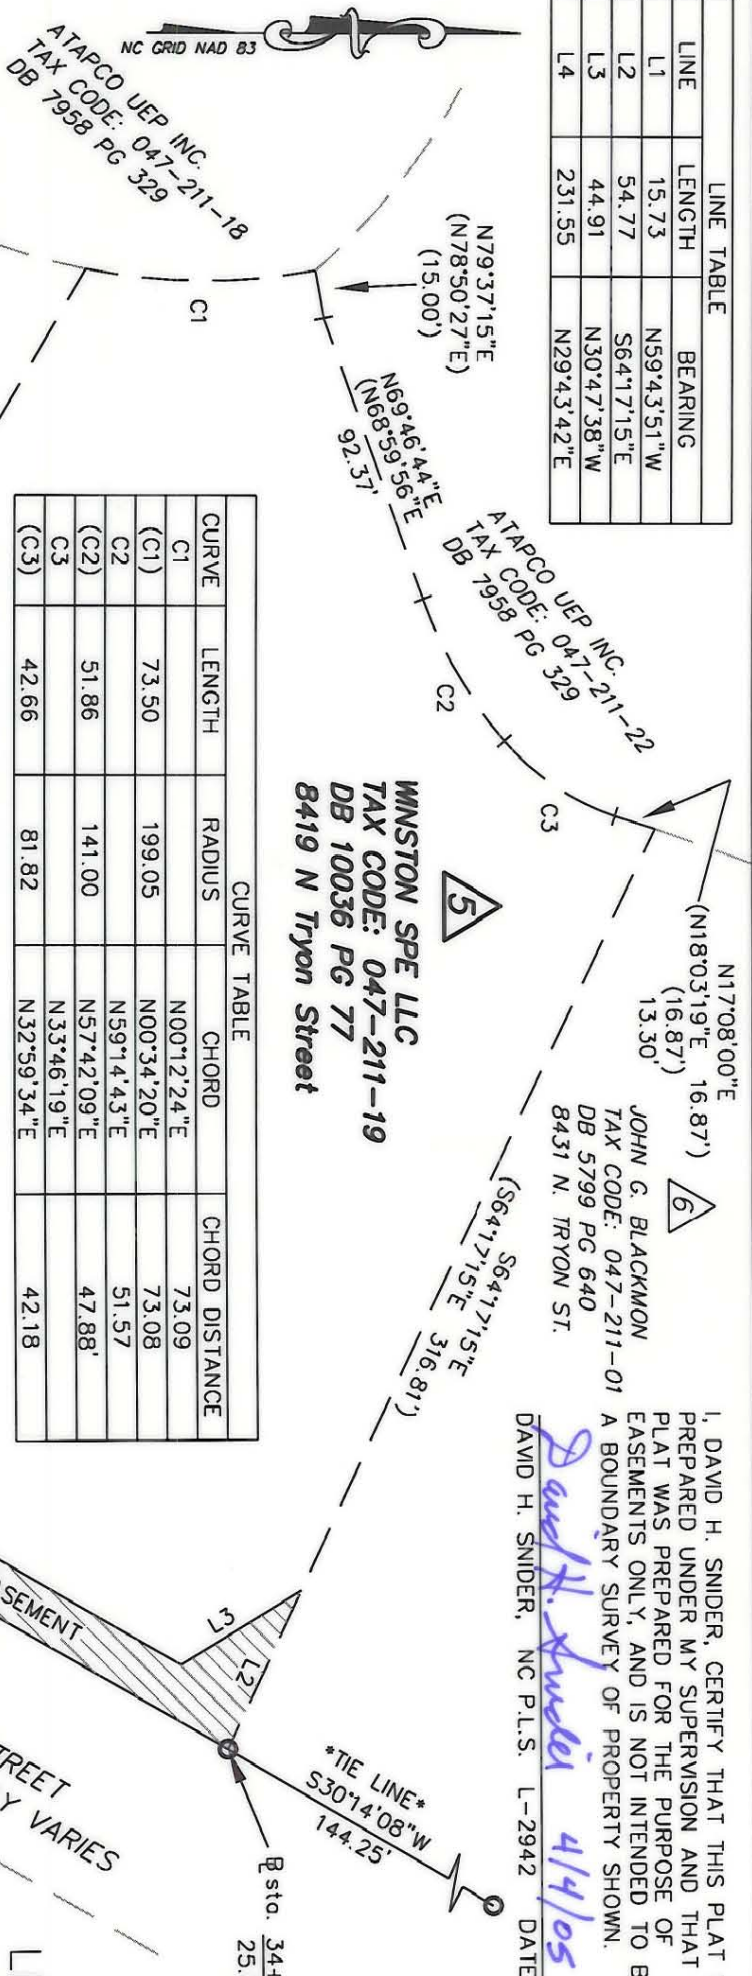 LINE TABLE
LINE LENGTH BEARING
L1 15.73 N59°43'51"W
L2 54.77 S64°17'15"E
L3 44.91 N30°47'38"W
L4 231.55 N29°43'42"E
NC GRID NAD 83
ATAPCO UEP INC.
TAX CODE: 047-211-18
DB 7958 PG 329
N79°37'15"E
(N78°50'27"E)
(15.00')
C1
N69°46'44"E
(N68°59'56"E
92.37'
ATAPCO UEP INC.
TAX CODE: 047-211-22
DB 7958 PG 329
C2
C3
N17°08'00"E
(N18°03'19"E 16.87')
(16.87')
13.30'
6
JOHN G. BLACKMON
TAX CODE: 047-211-01
DB 5799 PG 640
8431 N. TRYON ST.
5
WINSTON SPE LLC
TAX CODE: 047-211-19
DB 10036 PG 77
8419 N Tryon Street
S64°17'15"E
(S64°17'15"E 316.81')
CURVE TABLE
CURVE LENGTH RADIUS CHORD CHORD DISTANCE
C1 N00°12'24"E 73.09
(C1) 73.50 199.05 N00°34'20"E 73.08
C2 N59°14'43"E 51.57
(C2) 51.86 141.00 N57°42'09"E 47.88'
C3 N33°46'19"E
(C3) 42.66 81.82 N32°59'34"E 42.18
I, DAVID H. SNIDER, CERTIFY THAT THIS PLAT
PREPARED UNDER MY SUPERVISION AND THAT
PLAT WAS PREPARED FOR THE PURPOSE OF
EASEMENTS ONLY, AND IS NOT INTENDED TO B
A BOUNDARY SURVEY OF PROPERTY SHOWN.
David H. Snider 4/4/05
DAVID H. SNIDER, NC P.L.S. L-2942 DATE
L3
L2
SEMENT
*TIE LINE*
S30°14'08"W
144.25'
sta. 34+
25.
REET
Y VARIES
L